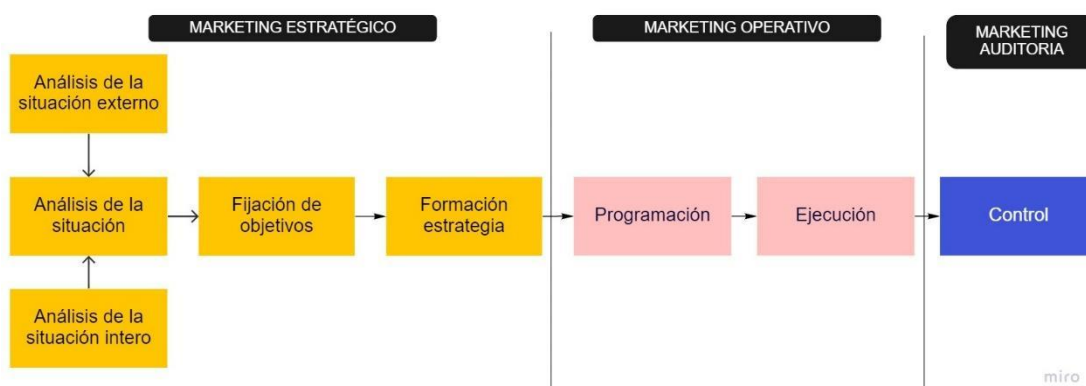 MARKETING ESTRATÉGICO
MARKETING OPERATIVO
MARKETING
AUDITORIA
Análisis de la
situación externo
Análisis de la
situación
Fijación de
objetivos
Formación
estrategia
Programación
Ejecución
Control
Análisis de la
situación intero
miro